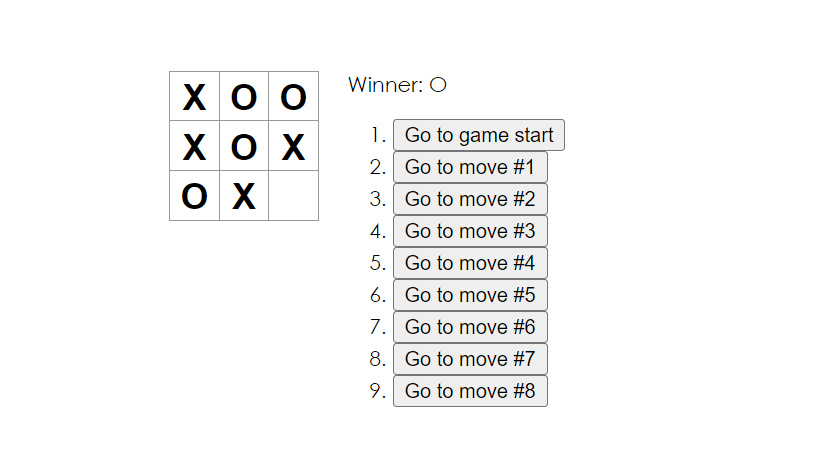 X O O
X O X
O X
Winner: O
1. Go to game start
2. Go to move #1
3. Go to move #2
4. Go to move #3
5. Go to move #4
6. Go to move #5
7. Go to move #6
8. Go to move #7
9. Go to move #8